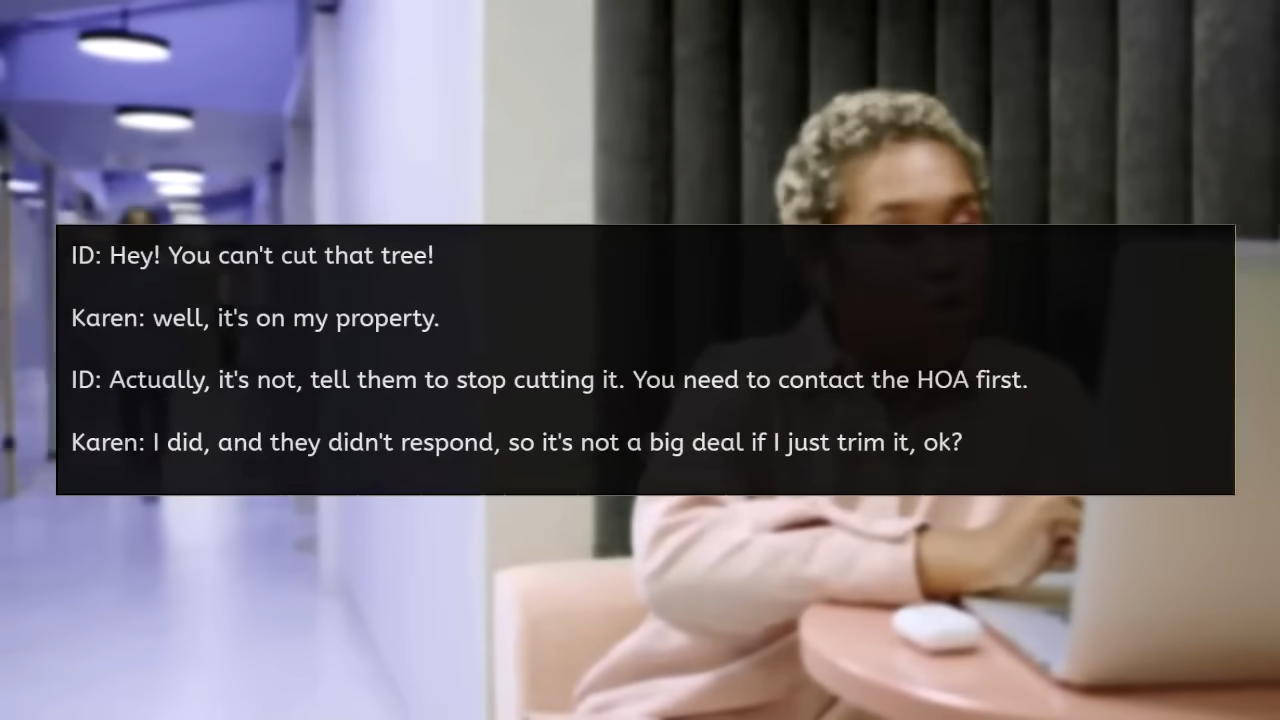 ID: Hey! You can't cut that tree!
Karen: well, it's on my property.
ID: Actually, it's not, tell them to stop cutting it. You need to contact the HOA first.
Karen: I did, and they didn't respond, so it's not a big deal if I just trim it, ok?